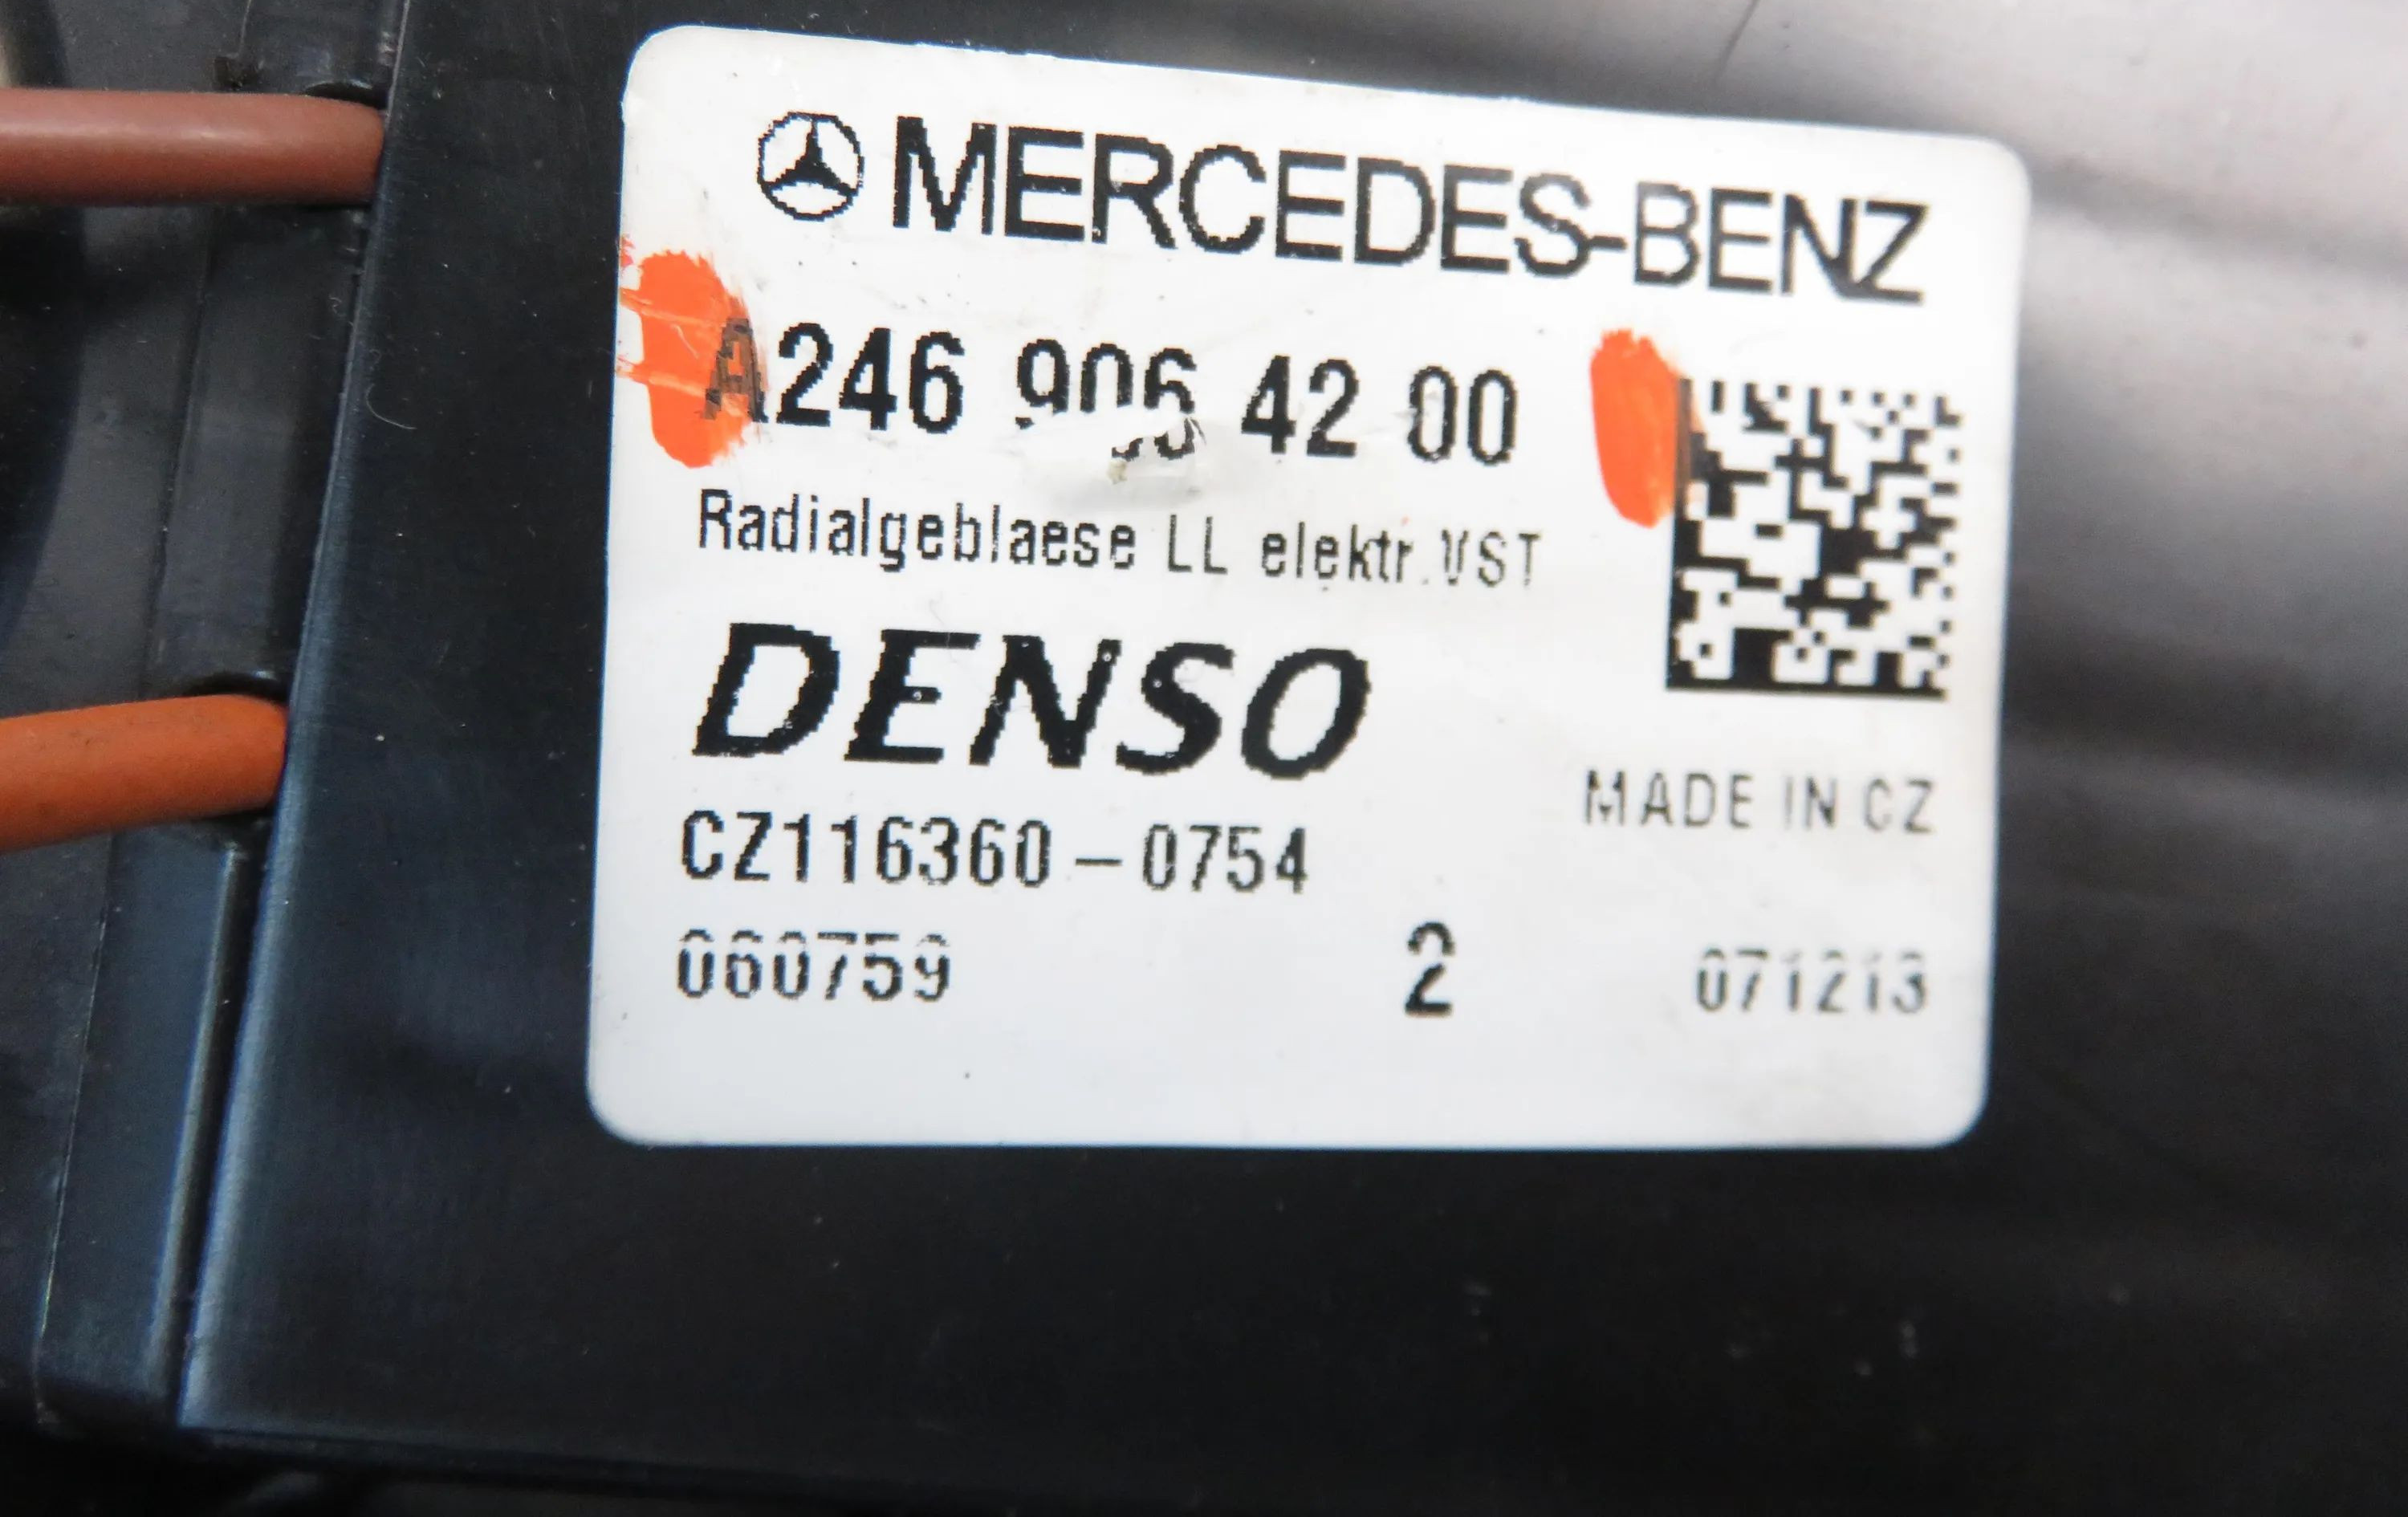 MERCEDES-BENZ
A246 906 42 00
Radialgeblaese LL elektr.VST
DENSO
MADE IN CZ
CZ116360-0754
060759 2 071213